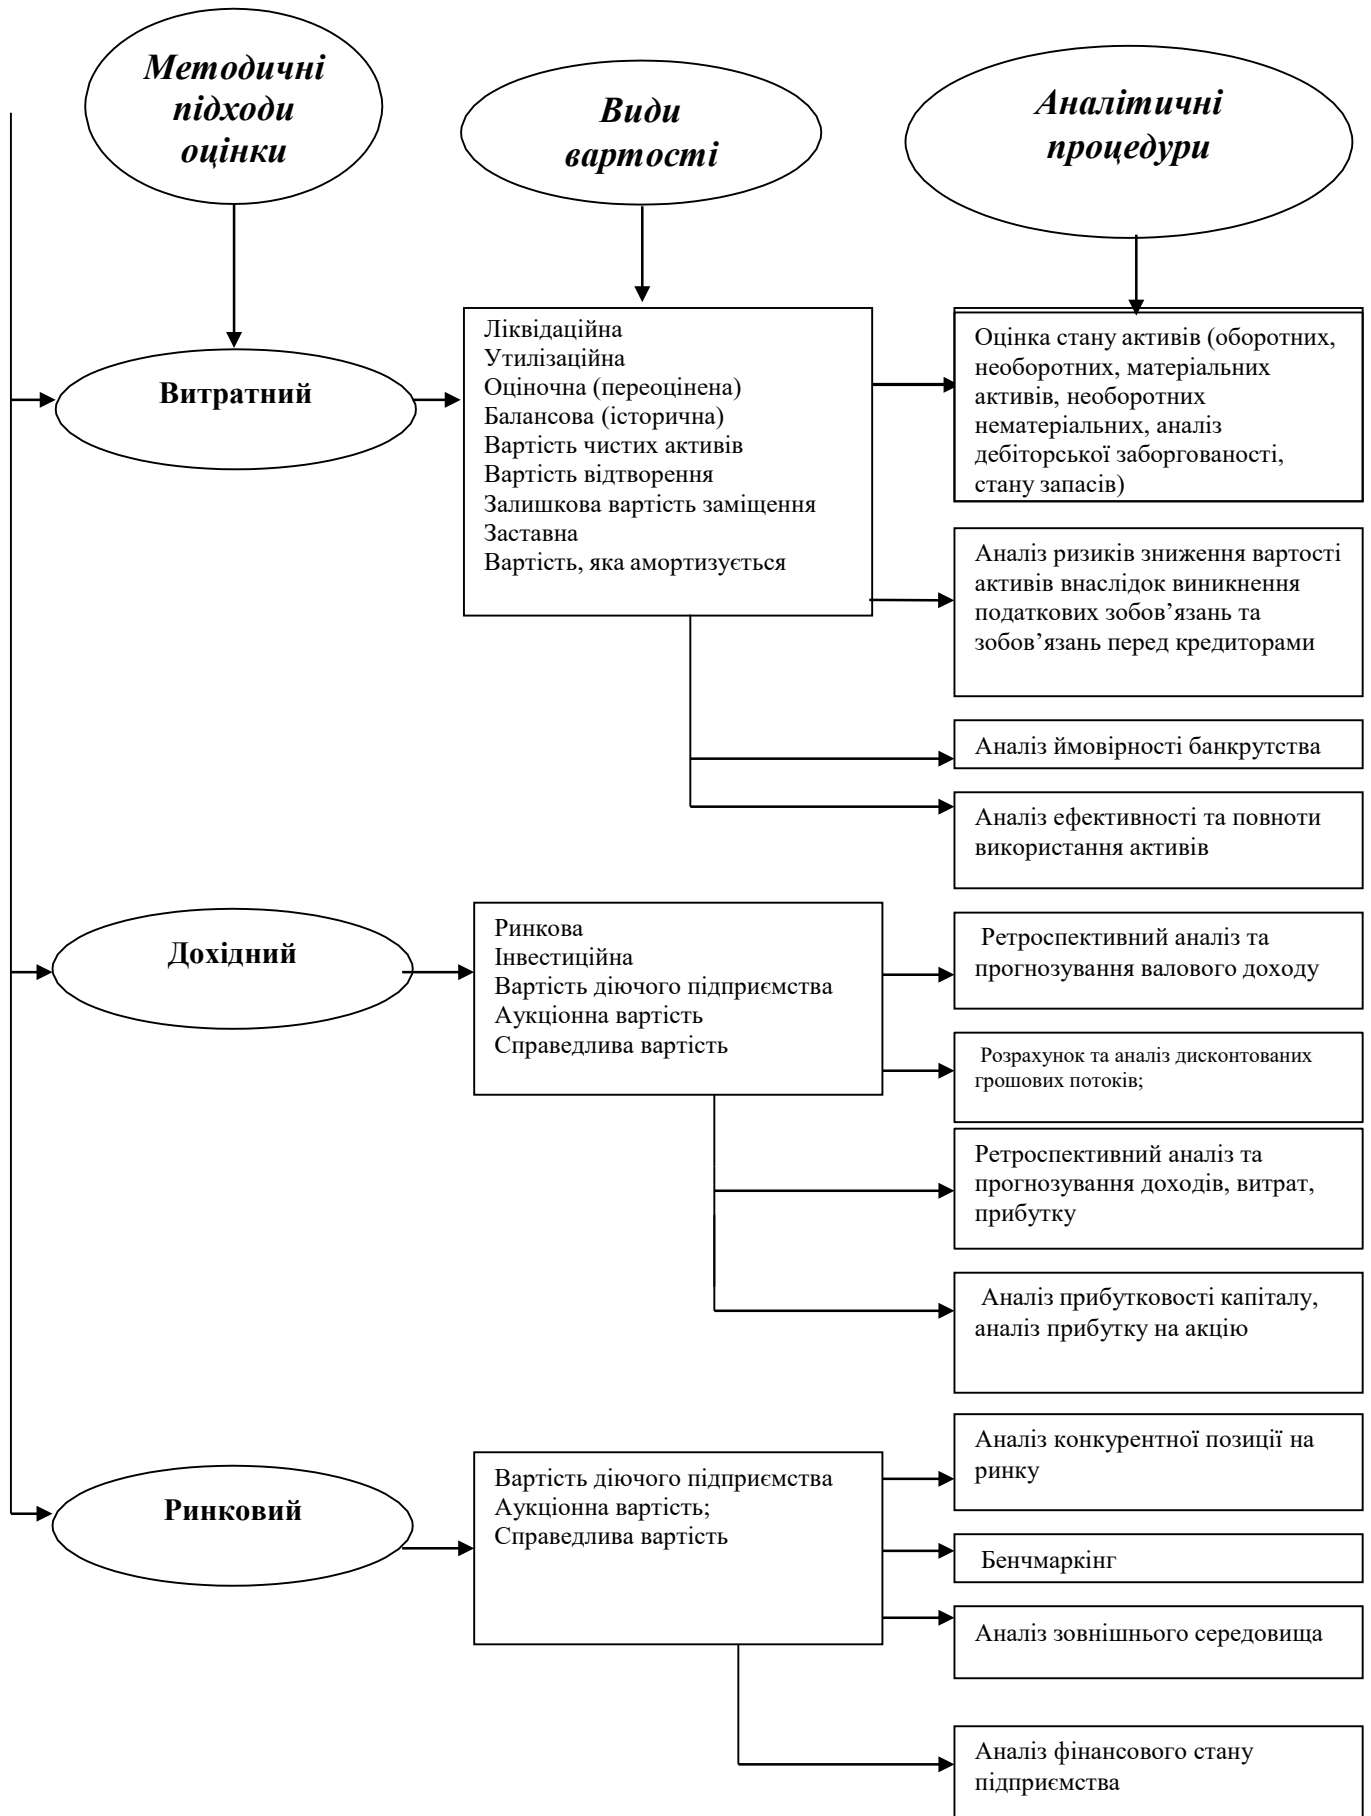 Методичні
підходи
оцінки
Види
вартості
Аналітичні
процедури
Витратний
Ліквідаційна
Утилізаційна
Оціночна (переоцінена)
Балансова (історична)
Вартість чистих активів
Вартість відтворення
Залишкова вартість заміщення
Заставна
Вартість, яка амортизується
Оцінка стану активів (оборотних,
необоротних, матеріальних
активів, необоротних
нематеріальних, аналіз
дебіторської заборгованості,
стану запасів)
Аналіз ризиків зниження вартості
активів внаслідок виникнення
податкових зобов’язань та
зобов’язань перед кредиторами
Аналіз ймовірності банкрутства
Аналіз ефективності та повноти
використання активів
Дохідний
Ринкова
Інвестиційна
Вартість діючого підприємства
Аукціонна вартість
Справедлива вартість
Ретроспективний аналіз та
прогнозування валового доходу
Розрахунок та аналіз дисконтованих
грошових потоків;
Ретроспективний аналіз та
прогнозування доходів, витрат,
прибутку
Аналіз прибутковості капіталу,
аналіз прибутку на акцію
Ринковий
Вартість діючого підприємства
Аукціонна вартість;
Справедлива вартість
Аналіз конкурентної позиції на
ринку
Бенчмаркінг
Аналіз зовнішнього середовища
Аналіз фінансового стану
підприємства